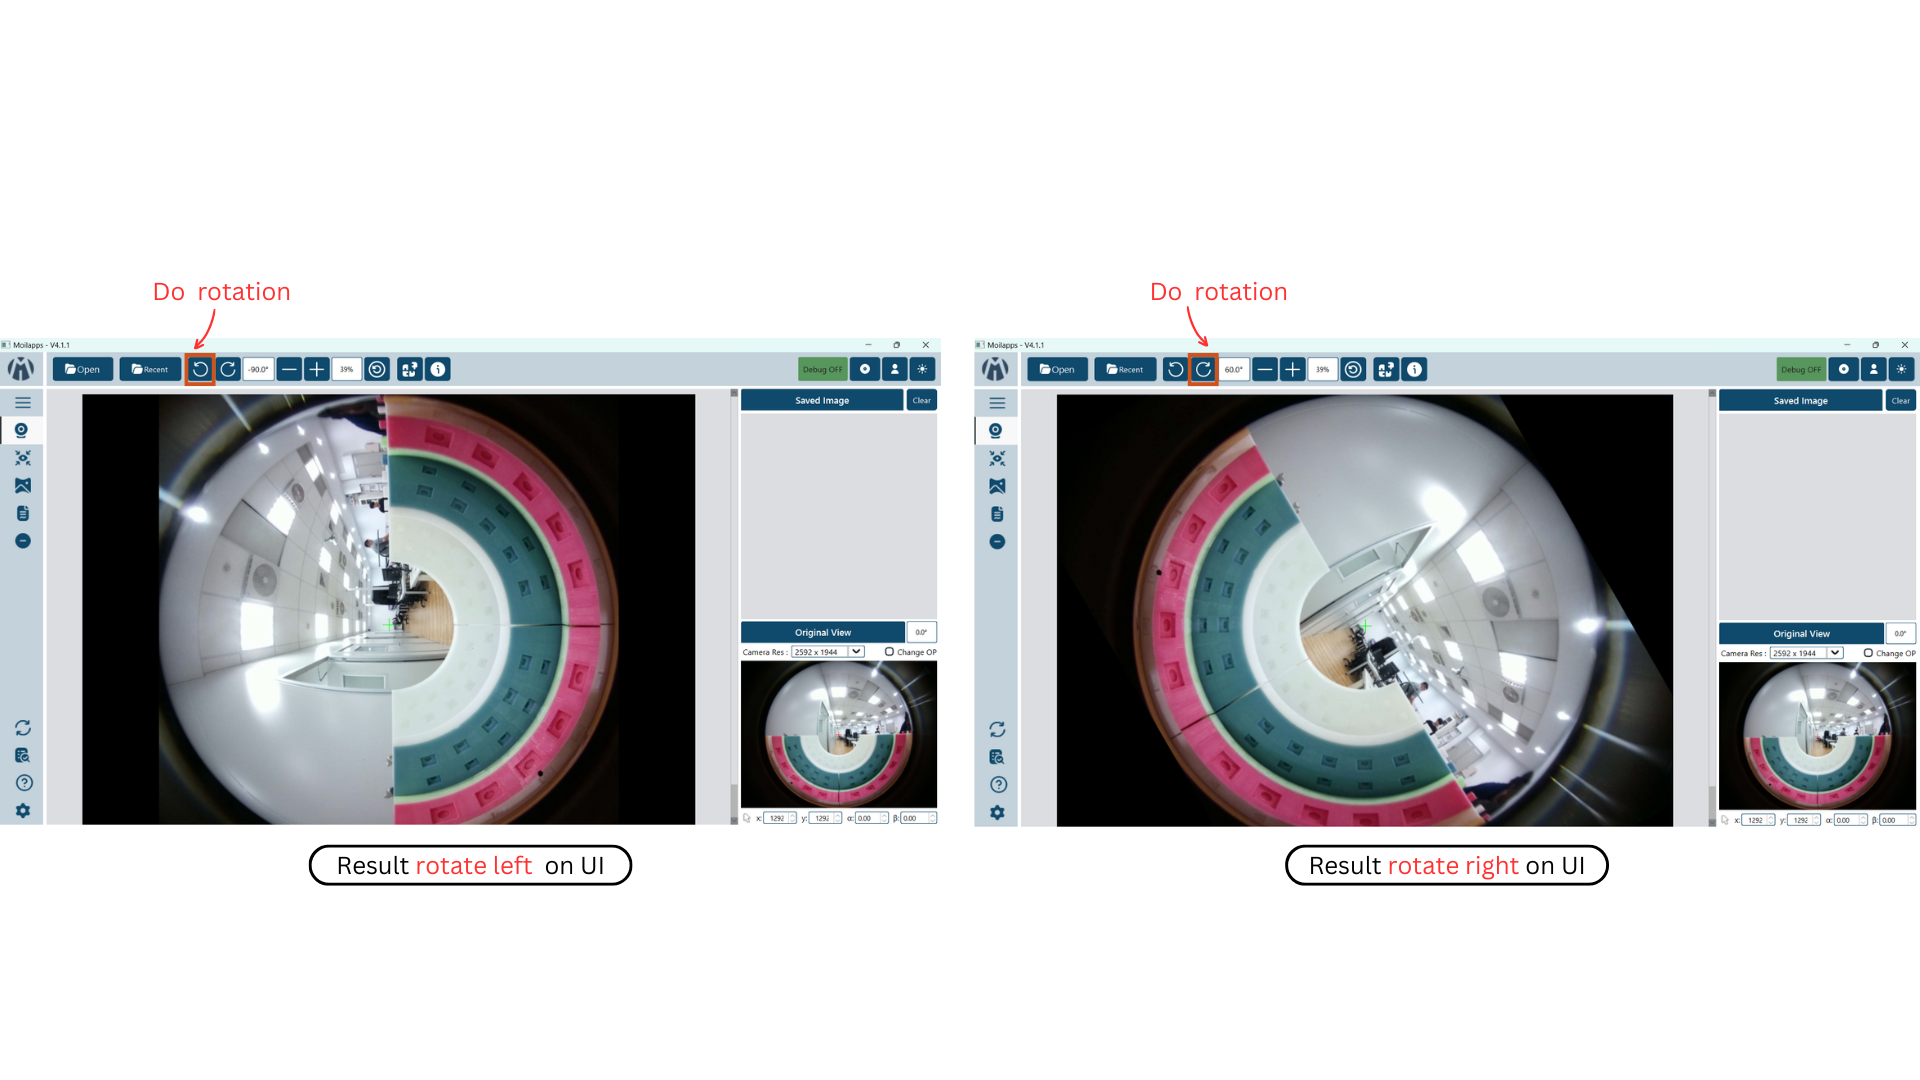 Do rotation
Moilapps - V4.1.1
Open
Recent
-90.0°
39%
Debug OFF
Saved Image
Clear
Original View
0.0°
Camera Res :
2592 x 1944
Change OP
x:
1292
y:
1292
α:
0.00
β:
0.00
Result rotate left on UI
Do rotation
Moilapps - V4.1.1
Open
Recent
60.0°
39%
Debug OFF
Saved Image
Clear
Original View
0.0°
Camera Res :
2592 x 1944
Change OP
x:
1292
y:
1292
α:
0.00
β:
0.00
Result rotate right on UI